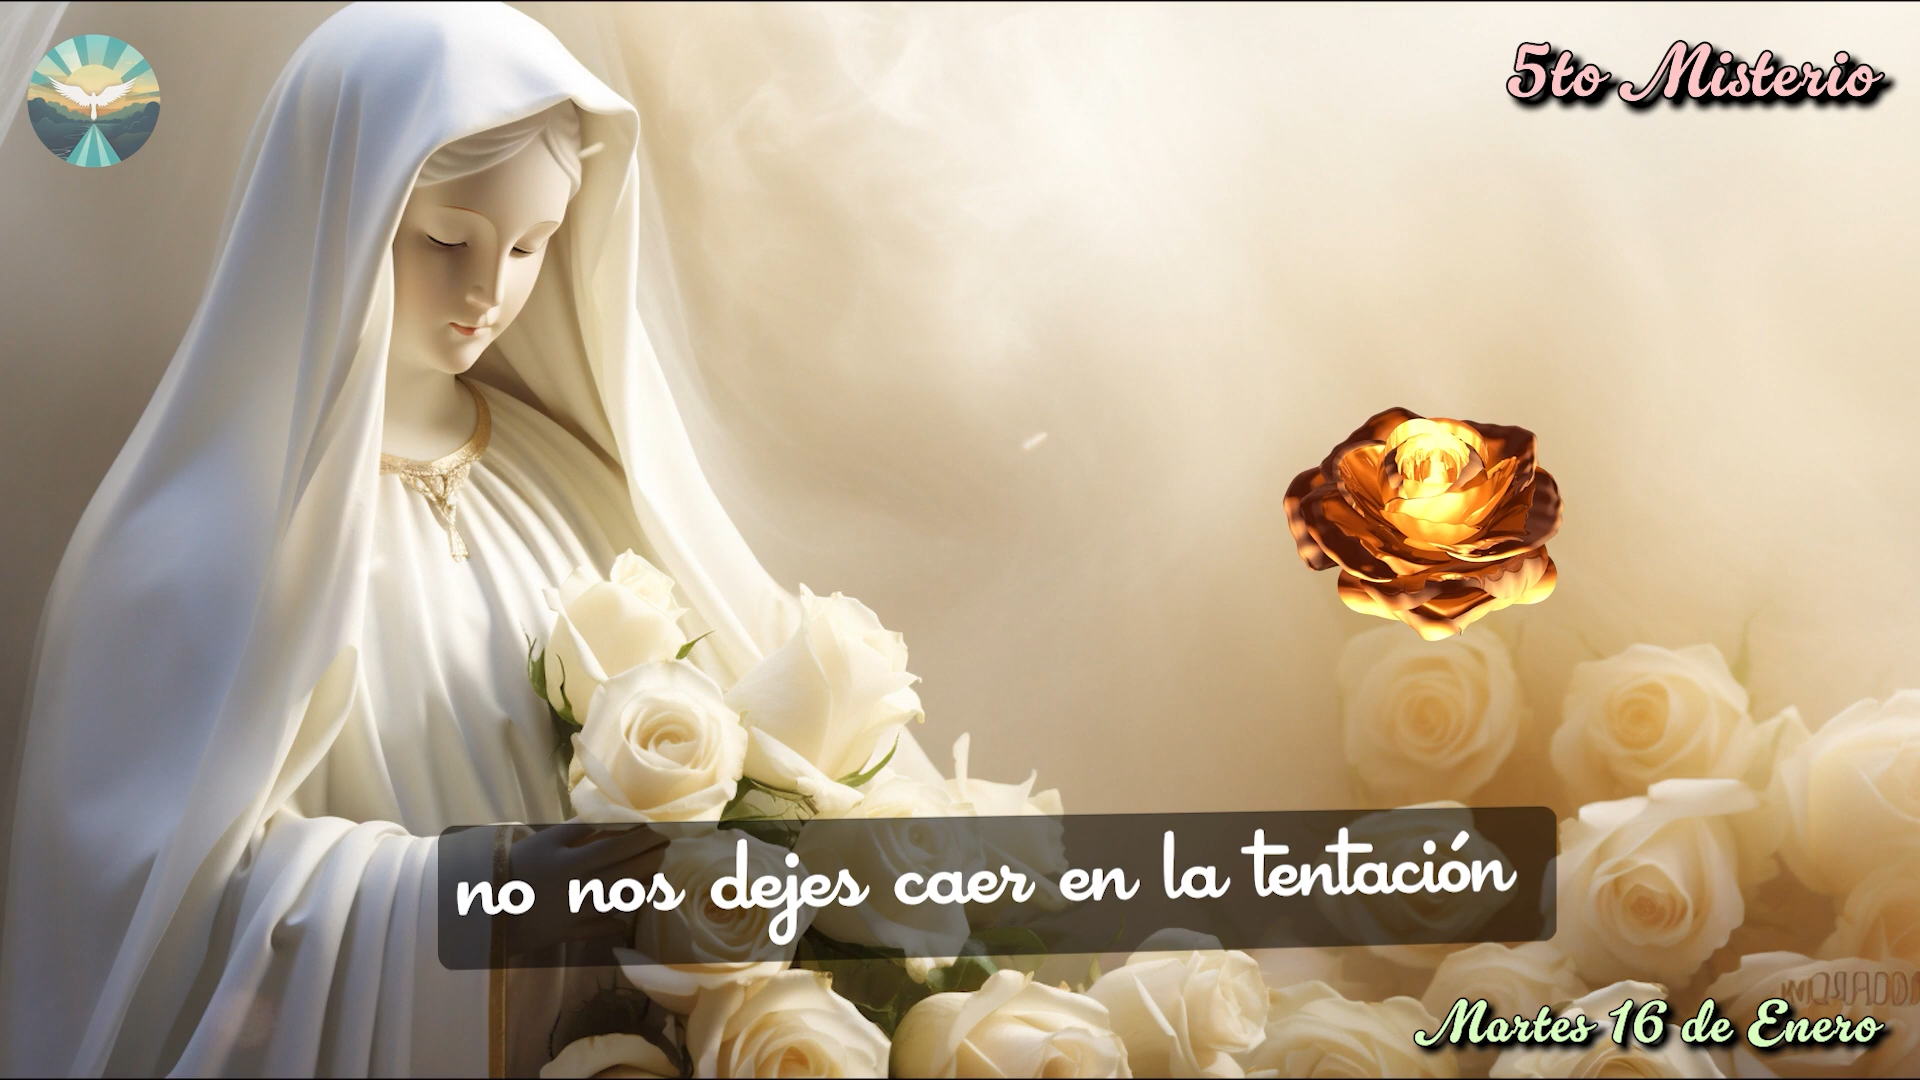 5to Misterio
no nos dejes caer en la tentación
Martes 16 de Enero